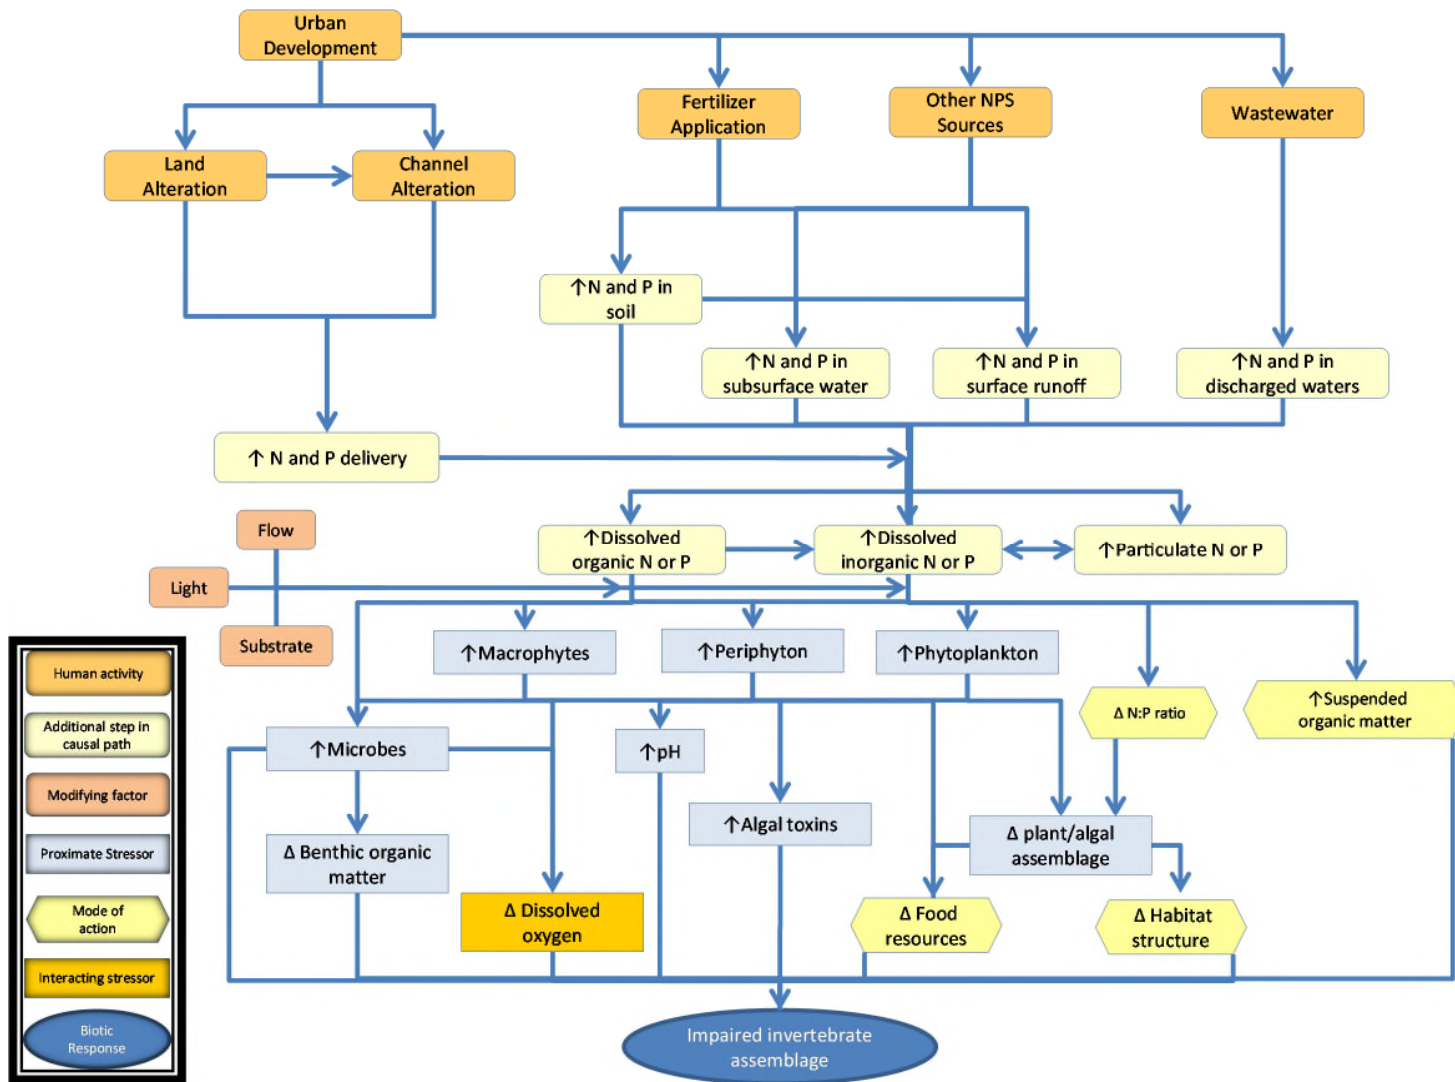 Urban
Development
Fertilizer
Application
Other NPS
Sources
Wastewater
Land
Alteration
Channel
Alteration
↑N and P in
soil
↑N and P in
subsurface water
↑N and P in
surface runoff
↑N and P in
discharged waters
↑ N and P delivery
Flow
Light
Substrate
↑Dissolved
organic N or P
↑Dissolved
inorganic N or P
↑Particulate N or P
↑Macrophytes
↑Periphyton
↑Phytoplankton
Δ N:P ratio
↑Suspended
organic matter
↑Microbes
↑pH
↑Algal toxins
Δ plant/algal
assemblage
Δ Benthic organic
matter
Δ Dissolved
oxygen
Δ Food
resources
Δ Habitat
structure
Impaired invertebrate
assemblage
Human activity
Additional step in
causal path
Modifying factor
Proximate Stressor
Mode of
action
Interacting stressor
Biotic
Response